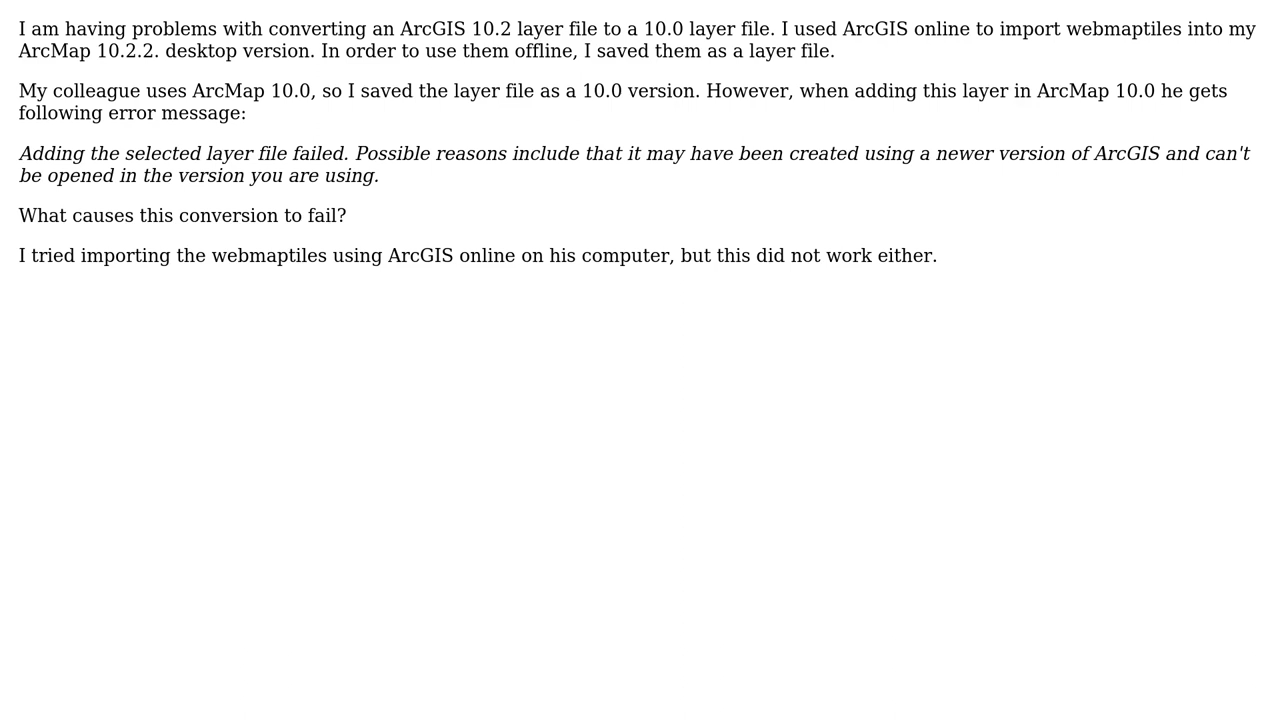 I am having problems with converting an ArcGIS 10.2 layer file to a 10.0 layer file. I used ArcGIS online to import webmaptiles into my
ArcMap 10.2.2. desktop version. In order to use them offline, I saved them as a layer file.
My colleague uses ArcMap 10.0, so I saved the layer file as a 10.0 version. However, when adding this layer in ArcMap 10.0 he gets
following error message:
Adding the selected layer file failed. Possible reasons include that it may have been created using a newer version of ArcGIS and can't
be opened in the version you are using.
What causes this conversion to fail?
I tried importing the webmaptiles using ArcGIS online on his computer, but this did not work either.